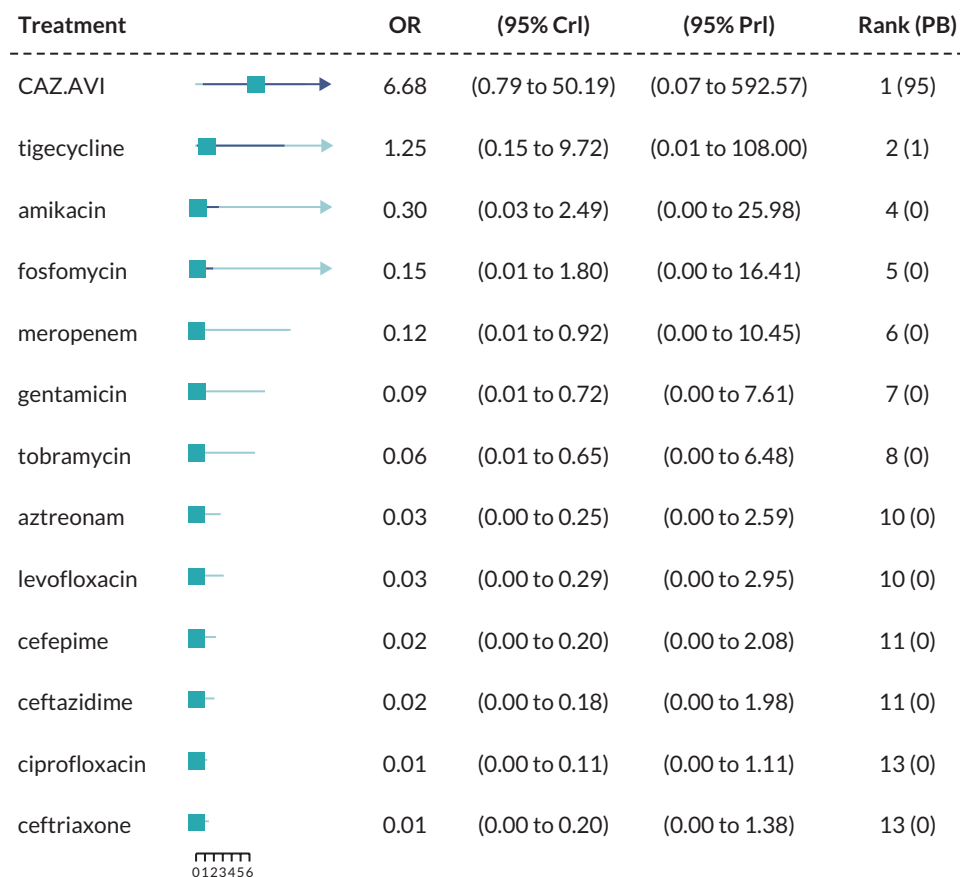 Treatment OR (95% CrI) (95% PrI) Rank (PB)
CAZ.AVI 6.68 (0.79 to 50.19) (0.07 to 592.57) 1 (95)
tigecycline 1.25 (0.15 to 9.72) (0.01 to 108.00) 2 (1)
amikacin 0.30 (0.03 to 2.49) (0.00 to 25.98) 4 (0)
fosfomycin 0.15 (0.01 to 1.80) (0.00 to 16.41) 5 (0)
meropenem 0.12 (0.01 to 0.92) (0.00 to 10.45) 6 (0)
gentamicin 0.09 (0.01 to 0.72) (0.00 to 7.61) 7 (0)
tobramycin 0.06 (0.01 to 0.65) (0.00 to 6.48) 8 (0)
aztreonam 0.03 (0.00 to 0.25) (0.00 to 2.59) 10 (0)
levofloxacin 0.03 (0.00 to 0.29) (0.00 to 2.95) 10 (0)
cefepime 0.02 (0.00 to 0.20) (0.00 to 2.08) 11 (0)
ceftazidime 0.02 (0.00 to 0.18) (0.00 to 1.98) 11 (0)
ciprofloxacin 0.01 (0.00 to 0.11) (0.00 to 1.11) 13 (0)
ceftriaxone 0.01 (0.00 to 0.20) (0.00 to 1.38) 13 (0)
0123456